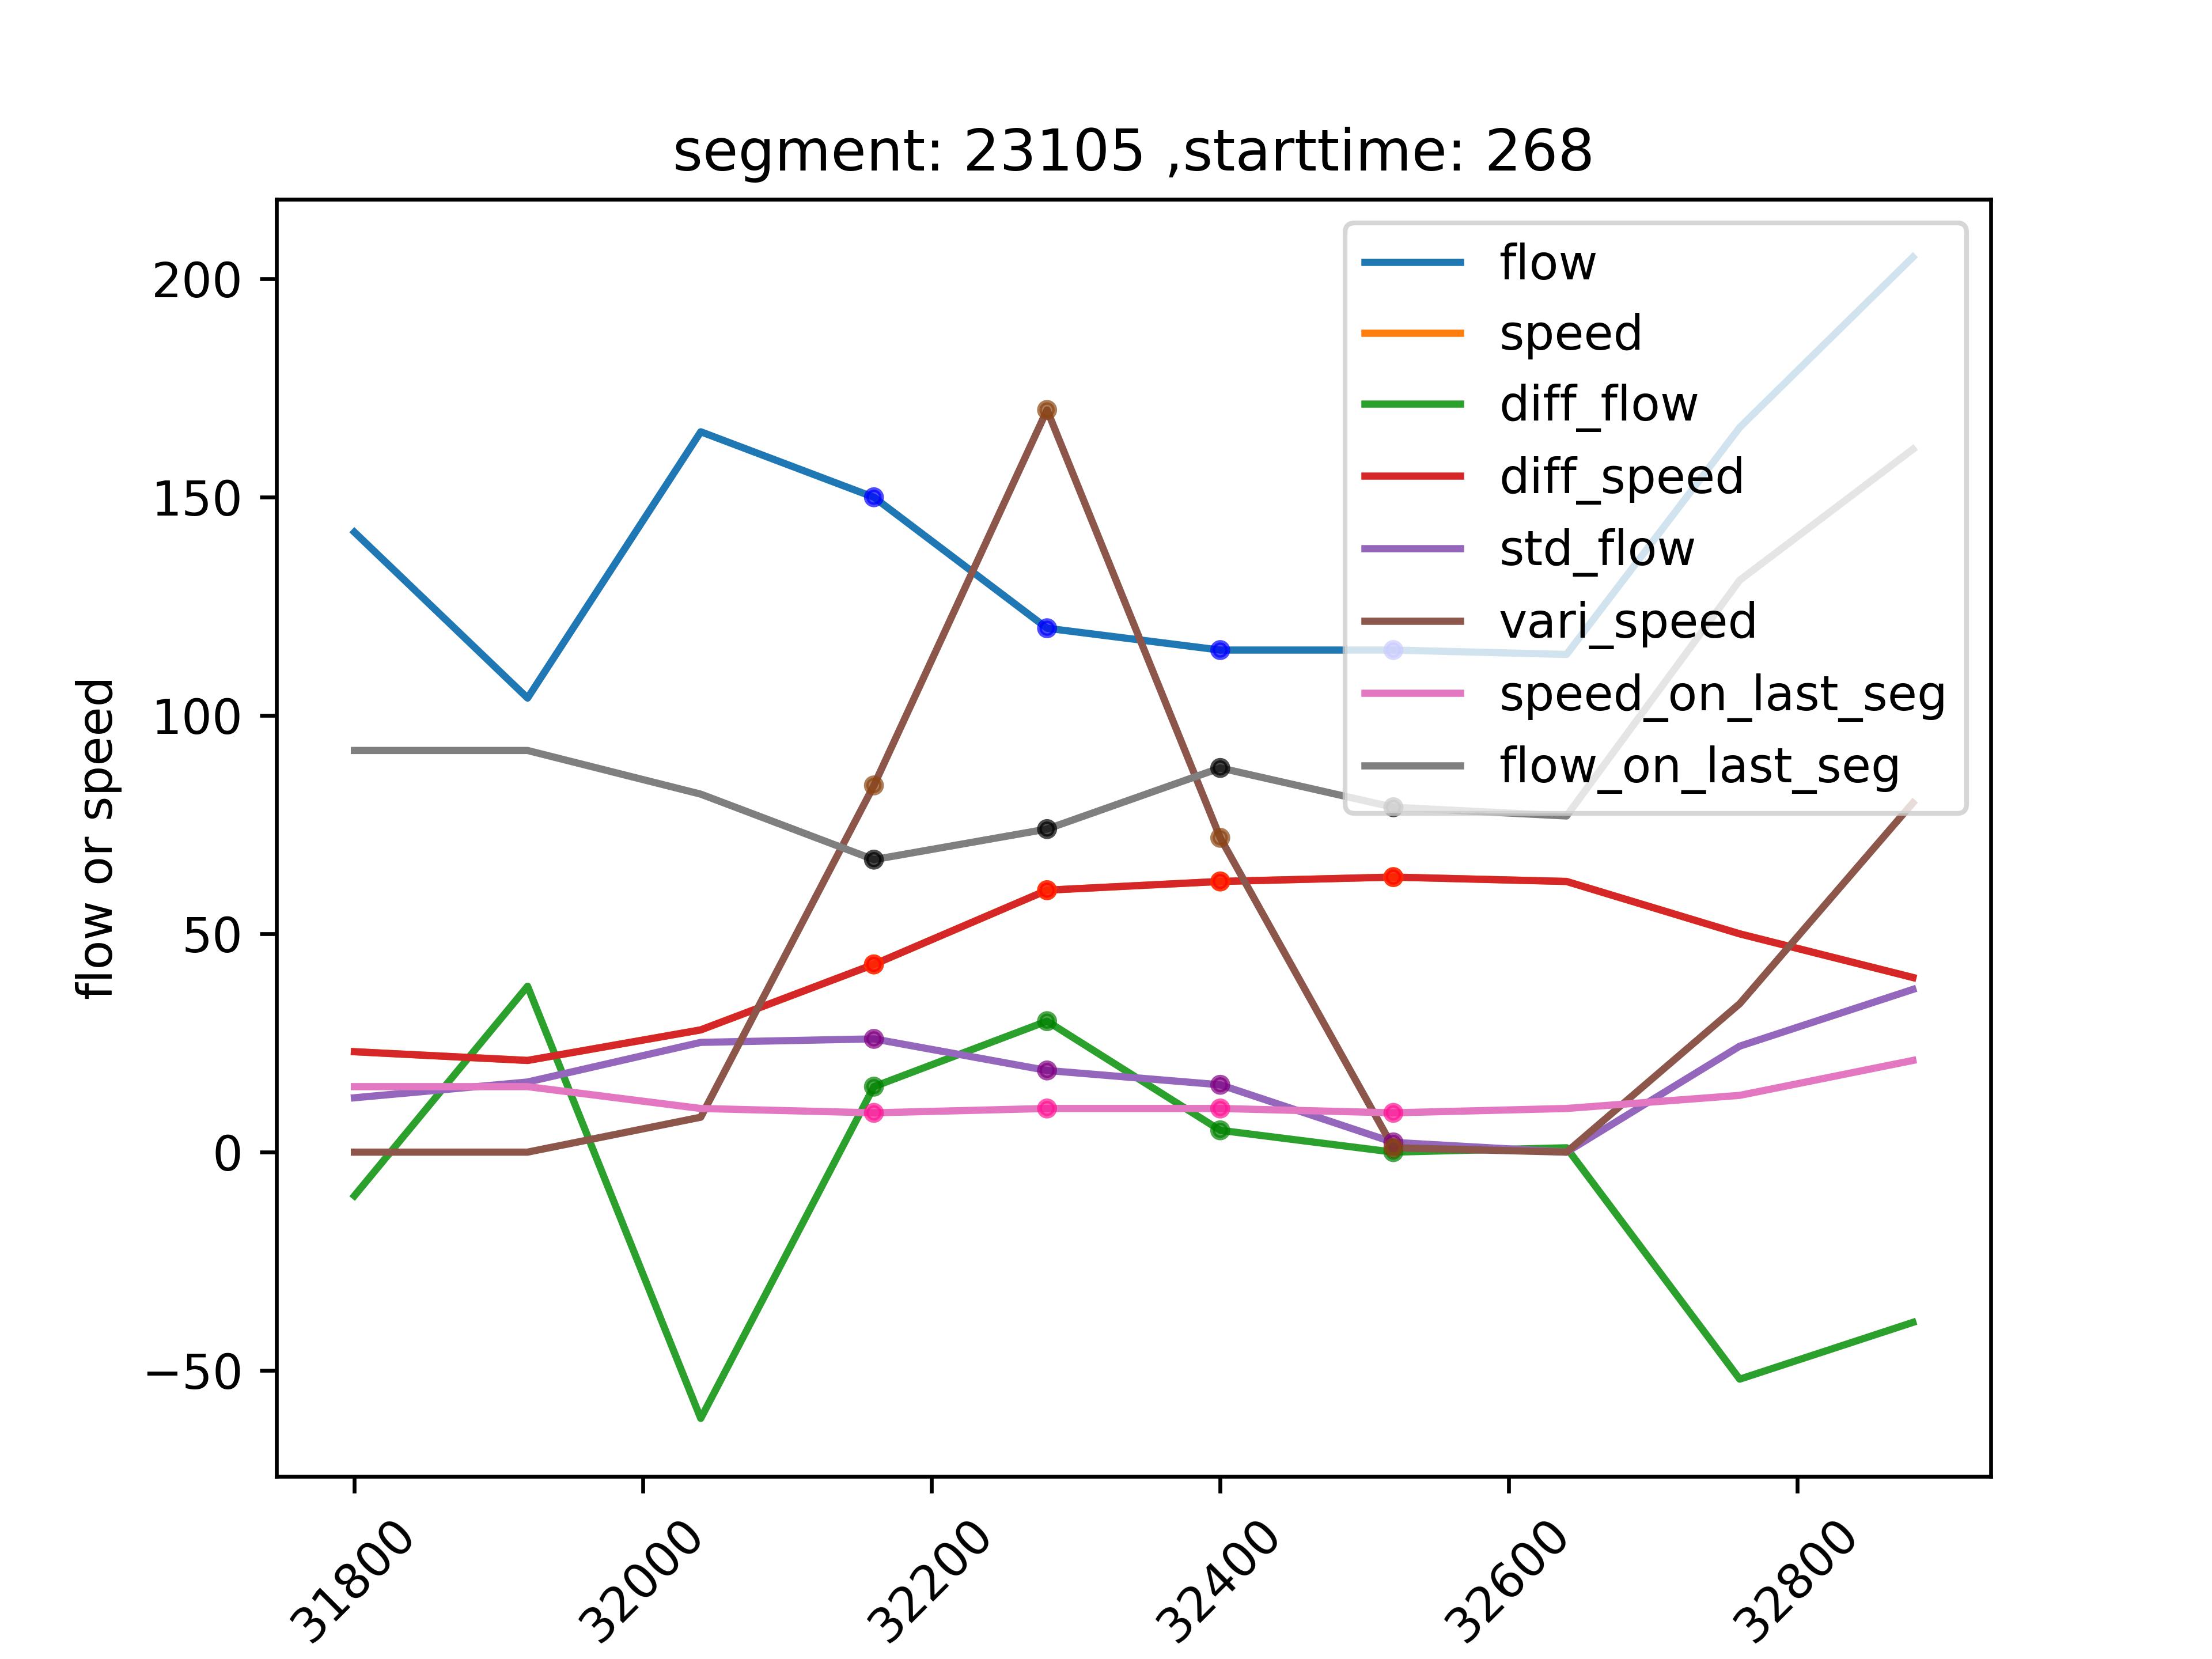 segment: 23105 ,starttime: 268
flow or speed
200
150
100
50
0
−50
31800
32000
32200
32400
32600
32800
flow
speed
diff_flow
diff_speed
std_flow
vari_speed
speed_on_last_seg
flow_on_last_seg